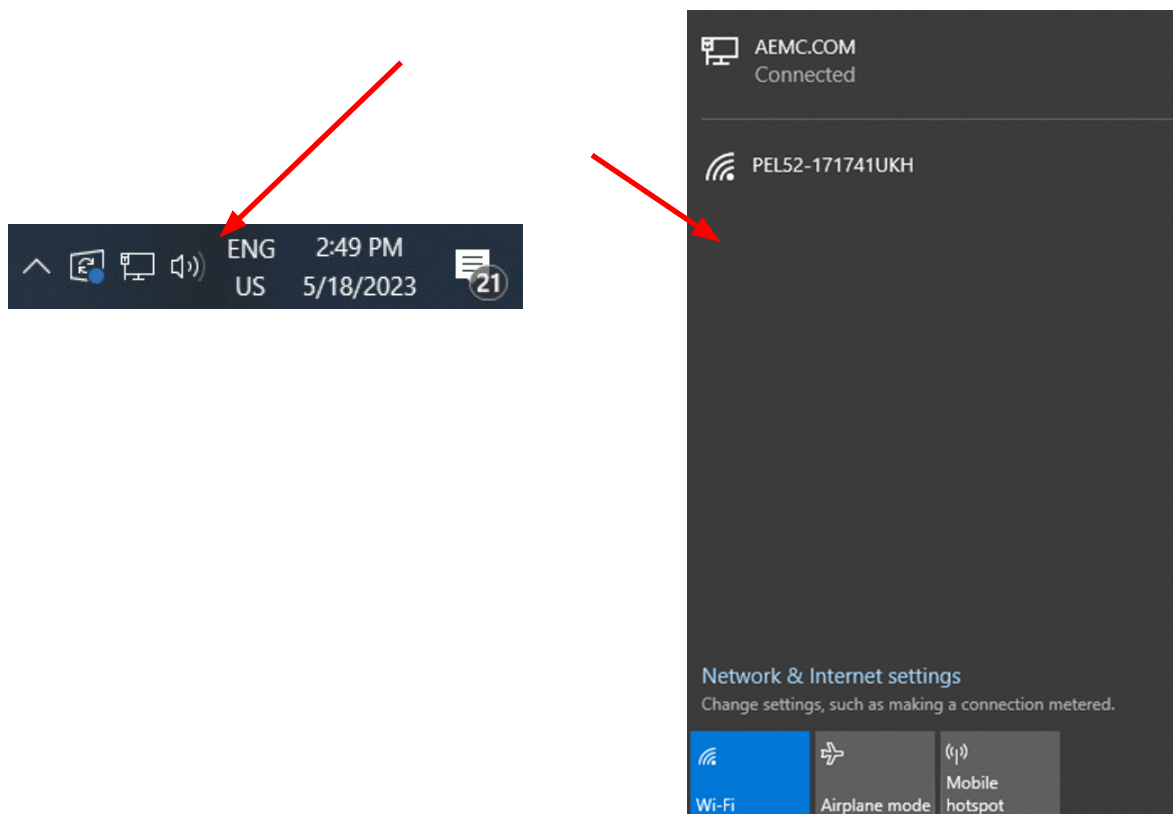 ENG
US
2:49 PM
5/18/2023
21
AEMC.COM
Connected
PEL52-171741UKH
Network & Internet settings
Change settings, such as making a connection metered.
Wi-Fi
Airplane mode
Mobile
hotspot